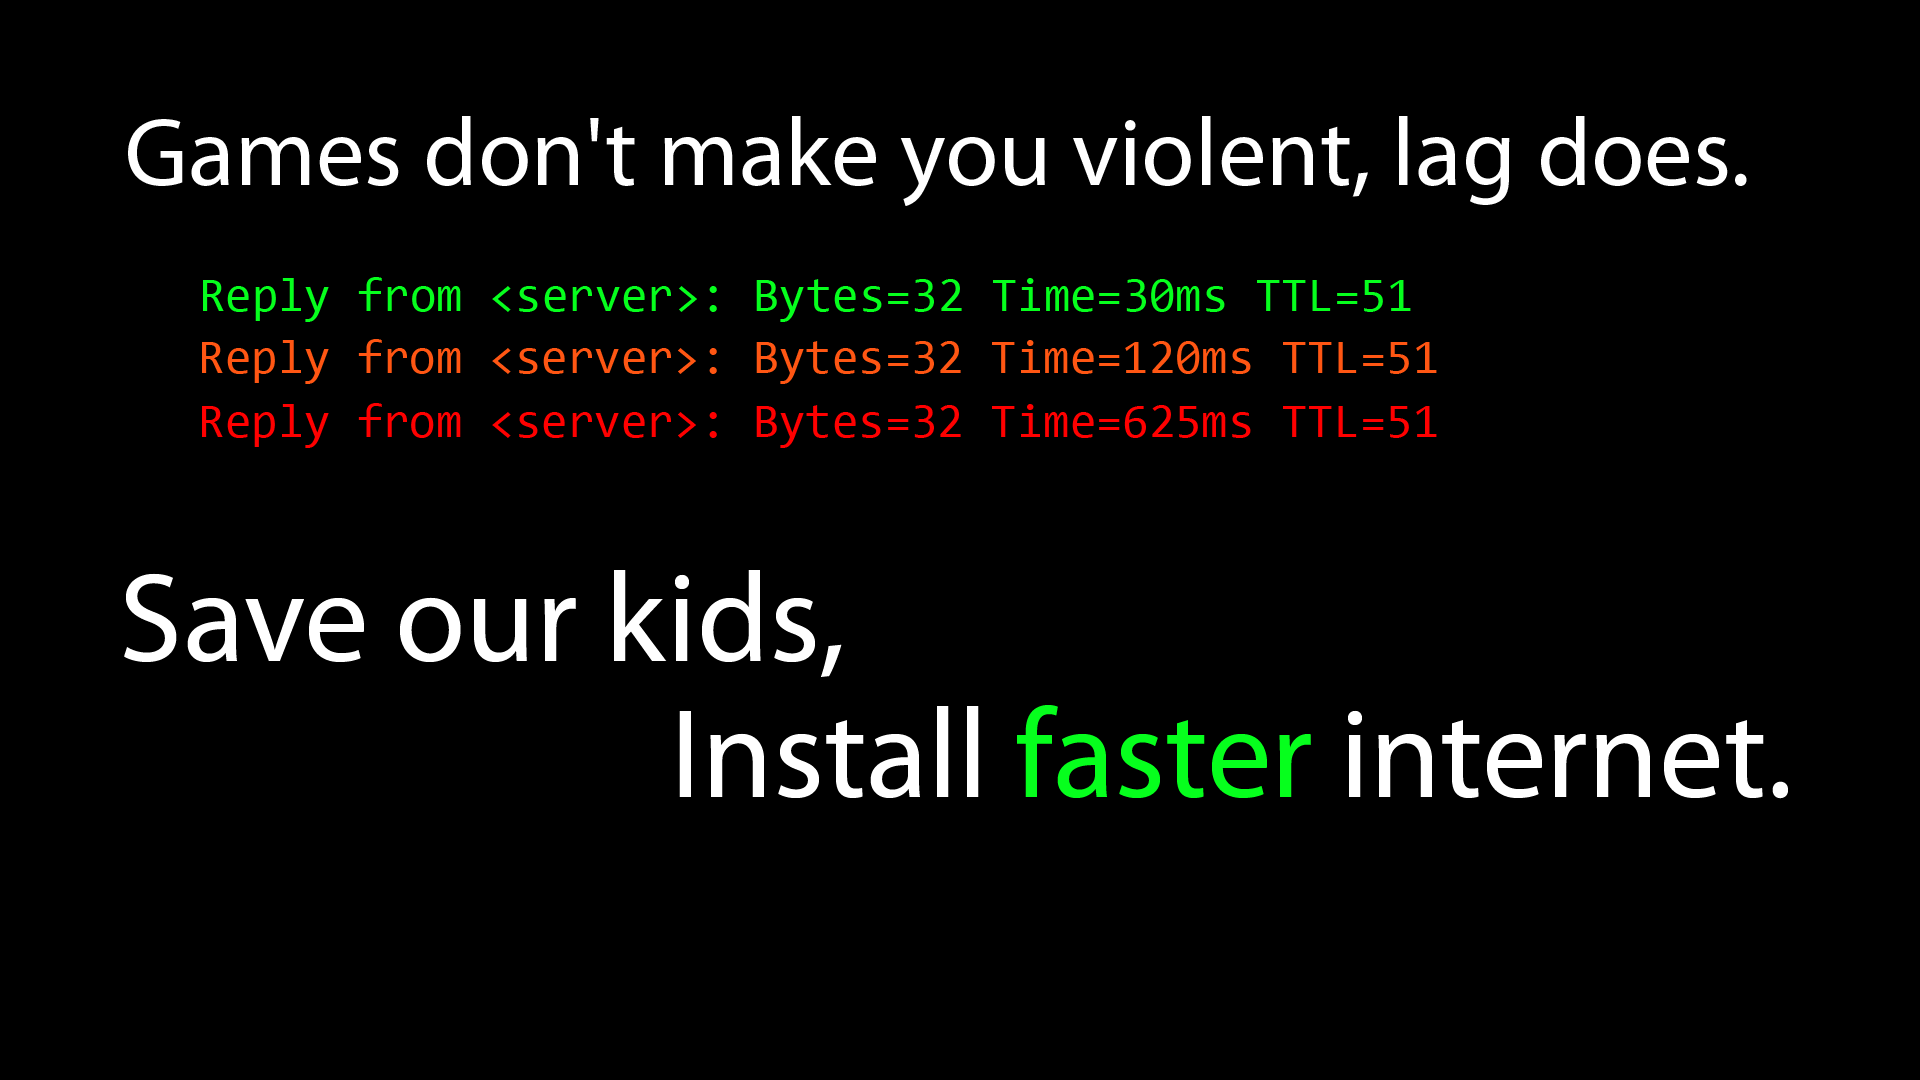 Games don't make you violent, lag does.
Reply from <server>: Bytes=32 Time=30ms TTL=51
Reply from <server>: Bytes=32 Time=120ms TTL=51
Reply from <server>: Bytes=32 Time=625ms TTL=51
Save our kids,
Install faster internet.